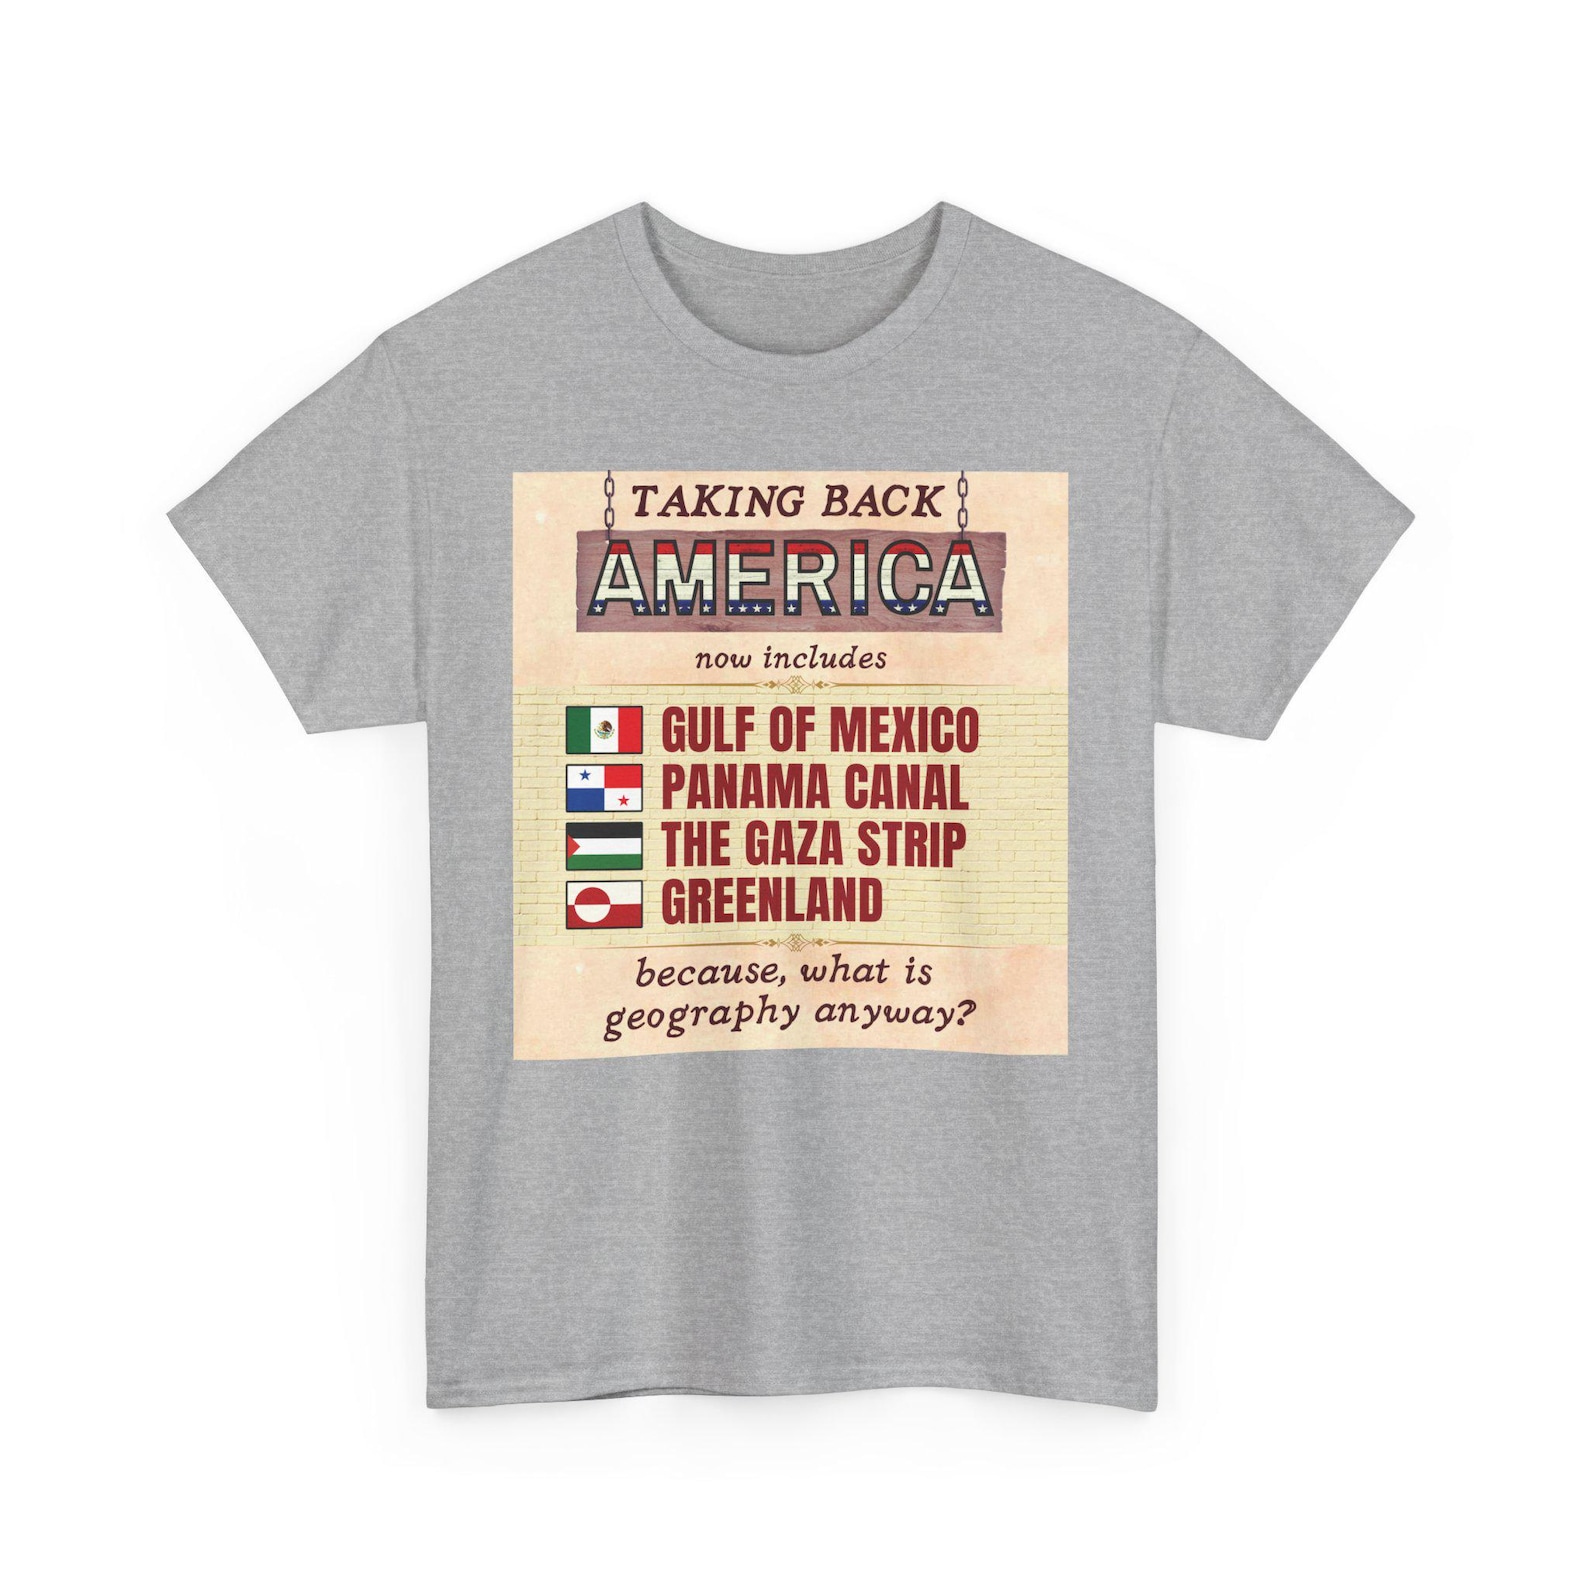 TAKING BACK
AMERICA
now includes
GULF OF MEXICO
PANAMA CANAL
THE GAZA STRIP
GREENLAND
because, what is
geography anyway?